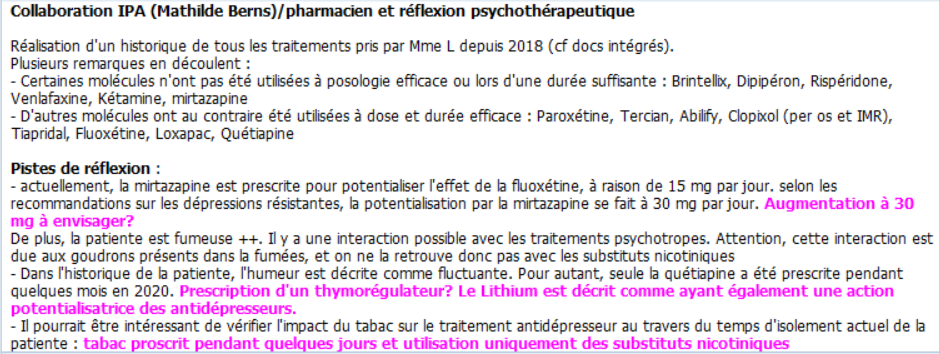 Collaboration IPA (Mathilde Berns)/pharmacien et réflexion psychothérapeutique
Réalisation d'un historique de tous les traitements pris par Mme L depuis 2018 (cf docs intégrés).
Plusieurs remarques en découlent :
- Certaines molécules n'ont pas été utilisées à posologie efficace ou lors d'une durée suffisante : Brintellix, Dipipéron, Rispéridone,
Venlafaxine, Kétamine, mirtazapine
- D'autres molécules ont au contraire été utilisées à dose et durée efficace : Paroxétine, Tercian, Abilify, Clopixol (per os et IMR),
Tiapridal, Fluoxétine, Loxapac, Quétiapine
Pistes de réflexion :
- actuellement, la mirtazapine est prescrite pour potentialiser l'effet de la fluoxétine, à raison de 15 mg par jour. selon les
recommandations sur les dépressions résistantes, la potentialisation par la mirtazapine se fait à 30 mg par jour. Augmentation à 30
mg à envisager?
De plus, la patiente est fumeuse ++. Il y a une interaction possible avec les traitements psychotropes. Attention, cette interaction est
due aux goudrons présents dans la fumées, et on ne la retrouve donc pas avec les substituts nicotiniques
- Dans l'historique de la patiente, l'humeur est décrite comme fluctuante. Pour autant, seule la quétiapine a été prescrite pendant
quelques mois en 2020. Prescription d'un thymorégulateur? Le Lithium est décrit comme ayant également une action
potentialisatrice des antidépresseurs.
- Il pourrait être intéressant de vérifier l'impact du tabac sur le traitement antidépresseur au travers du temps d'isolement actuel de la
patiente : tabac proscrit pendant quelques jours et utilisation uniquement des substituts nicotiniques